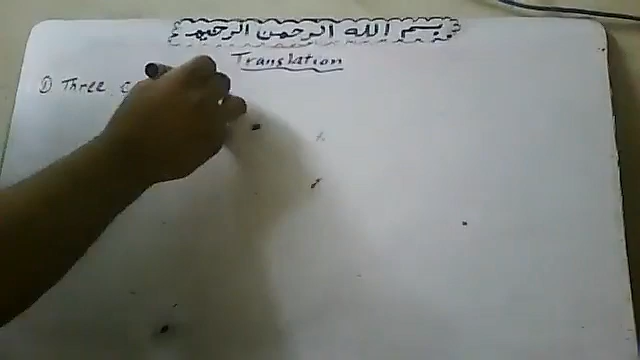 بسم الله الرحمن الرحيم
Translation
① Three